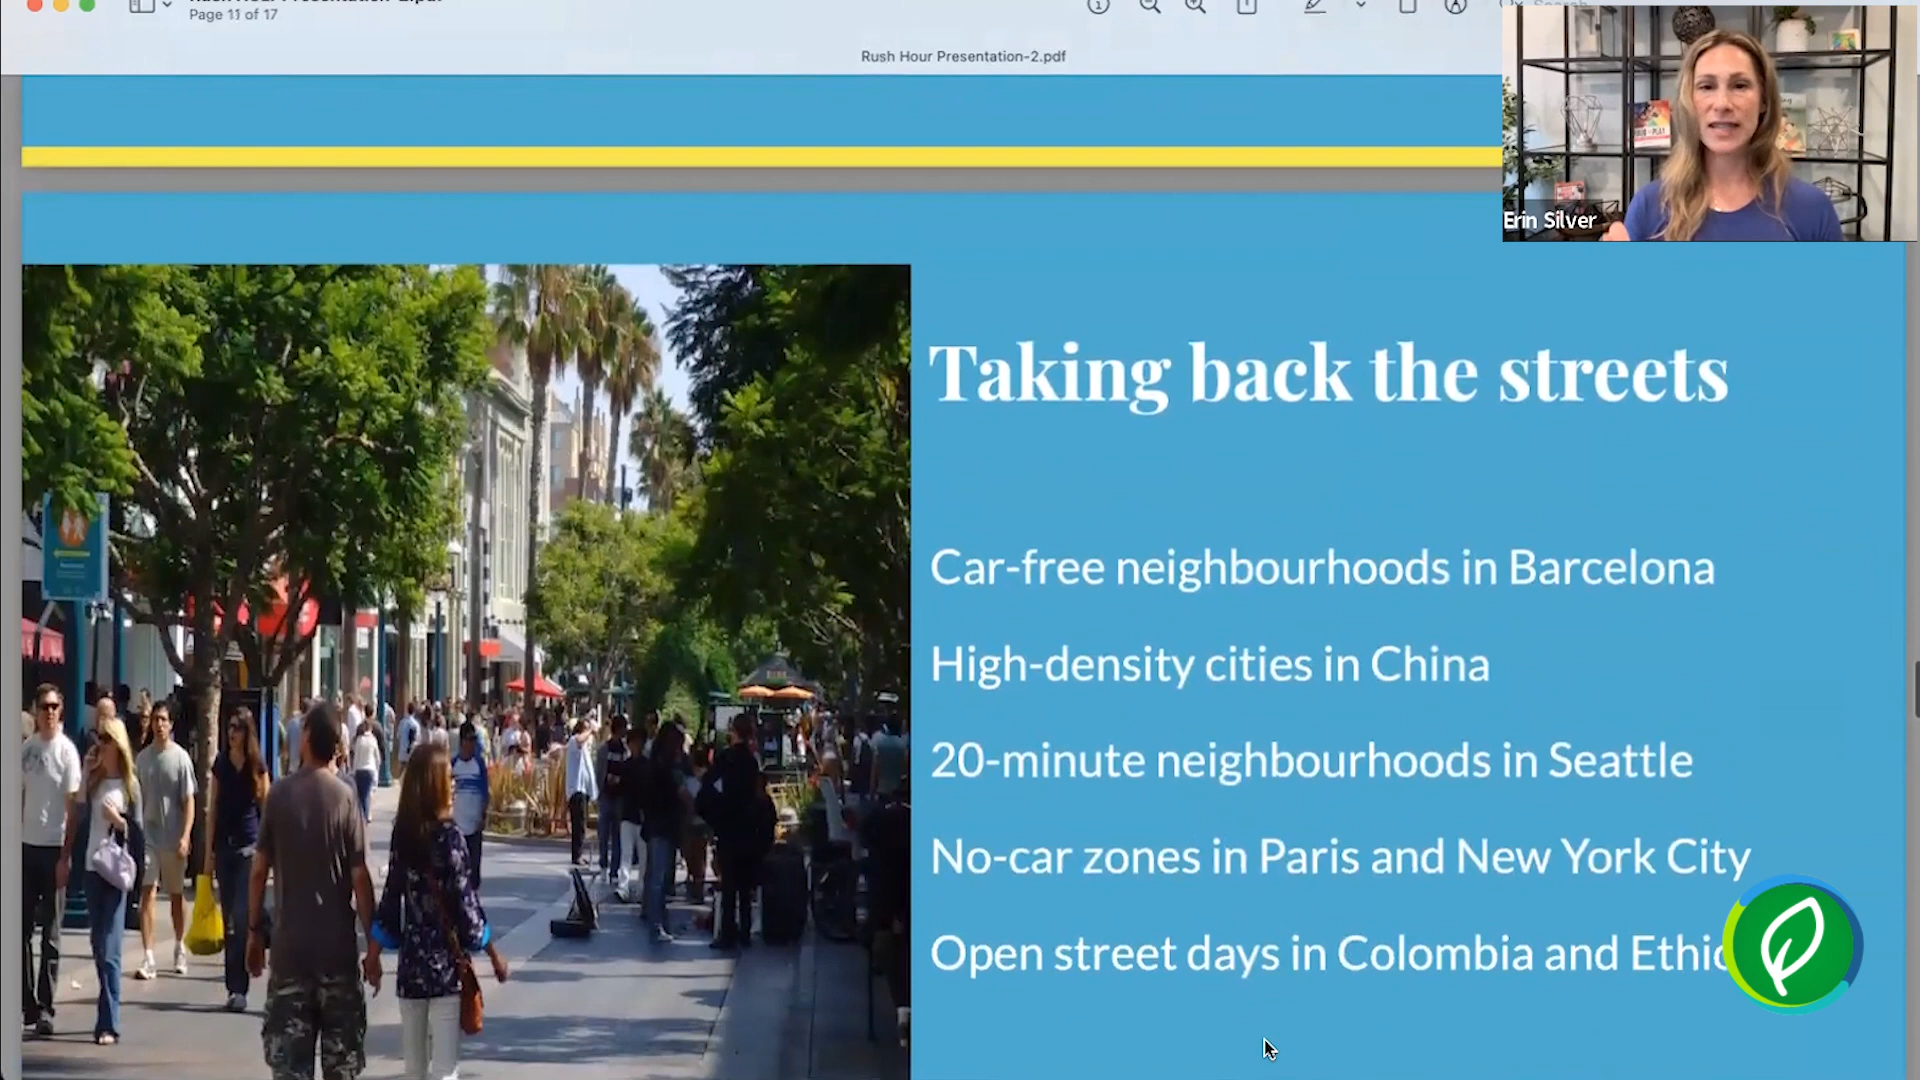 Page 11 of 17
Rush Hour Presentation-2.pdf
Erin Silver
Taking back the streets
Car-free neighbourhoods in Barcelona
High-density cities in China
20-minute neighbourhoods in Seattle
No-car zones in Paris and New York City
Open street days in Colombia and